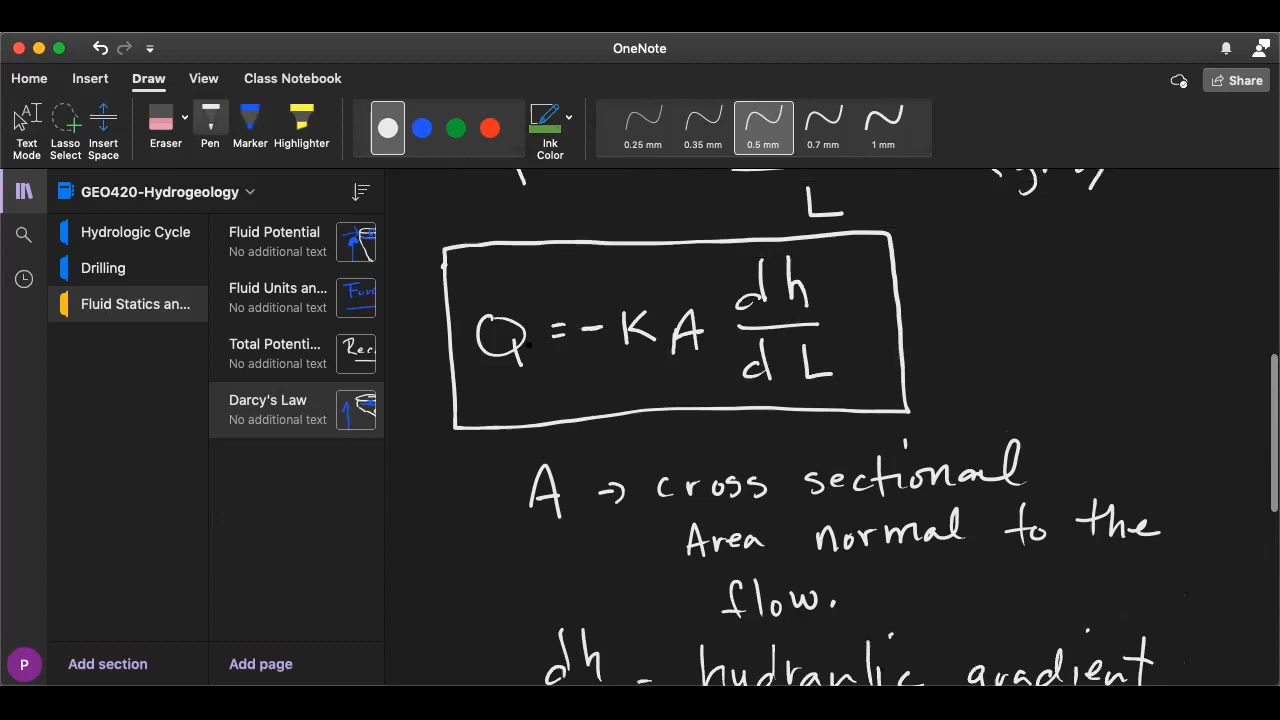 OneNote
Home Insert Draw View Class Notebook
Share
Text Mode
Lasso Select
Insert Space
Eraser
Pen
Marker
Highlighter
Ink Color
0.25 mm
0.35 mm
0.5 mm
0.7 mm
1 mm
GEO420-Hydrogeology
Hydrologic Cycle
Drilling
Fluid Statics an...
Fluid Potential
No additional text
Fluid Units an...
No additional text
Total Potenti...
No additional text
Darcy's Law
No additional text
P
Add section
Add page
L
Q = - K A dh
d L
A → cross sectional
Area normal to the
flow.
dh - hydraulic gradient